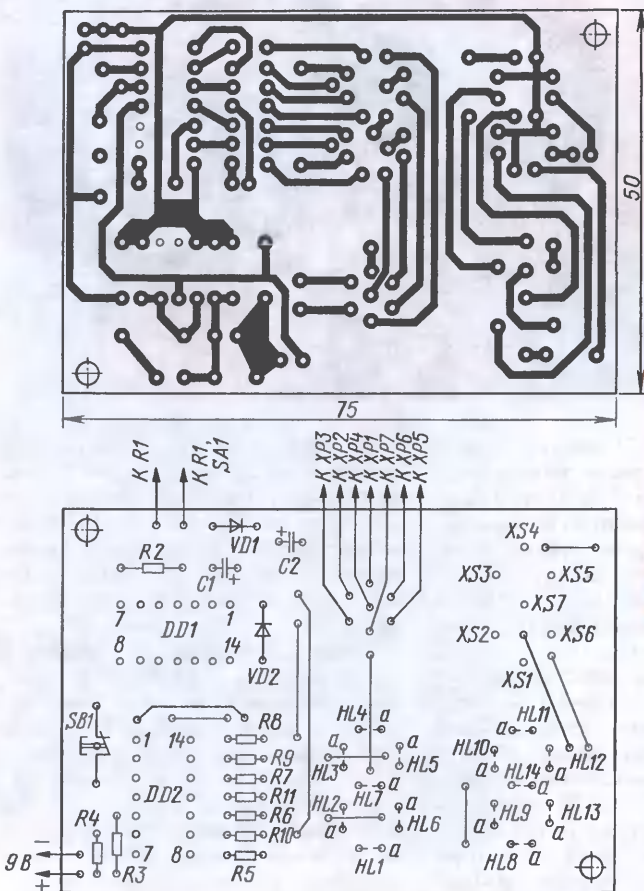 50
75
К R1
К R1, SA1
К XP3
К XP2
К XP4
К XP1
К XP7
К XP6
К XP5
VD1
C2
R2
C1
+
+
XS4
XS3
XS5
XS7
XS2
XS6
XS1
7
DD1
1
8
14
VD2
SB1
1
14
DD2
7
8
R8
R9
R7
R11
R6
R10
R5
R4
R3
9В
−
+
HL4
a
HL3
a
a
HL5
HL7
a
HL2
a
a
HL6
HL1
a
HL11
a
HL10
a
a
HL12
HL14
a
HL9
a
a
HL13
HL8
a